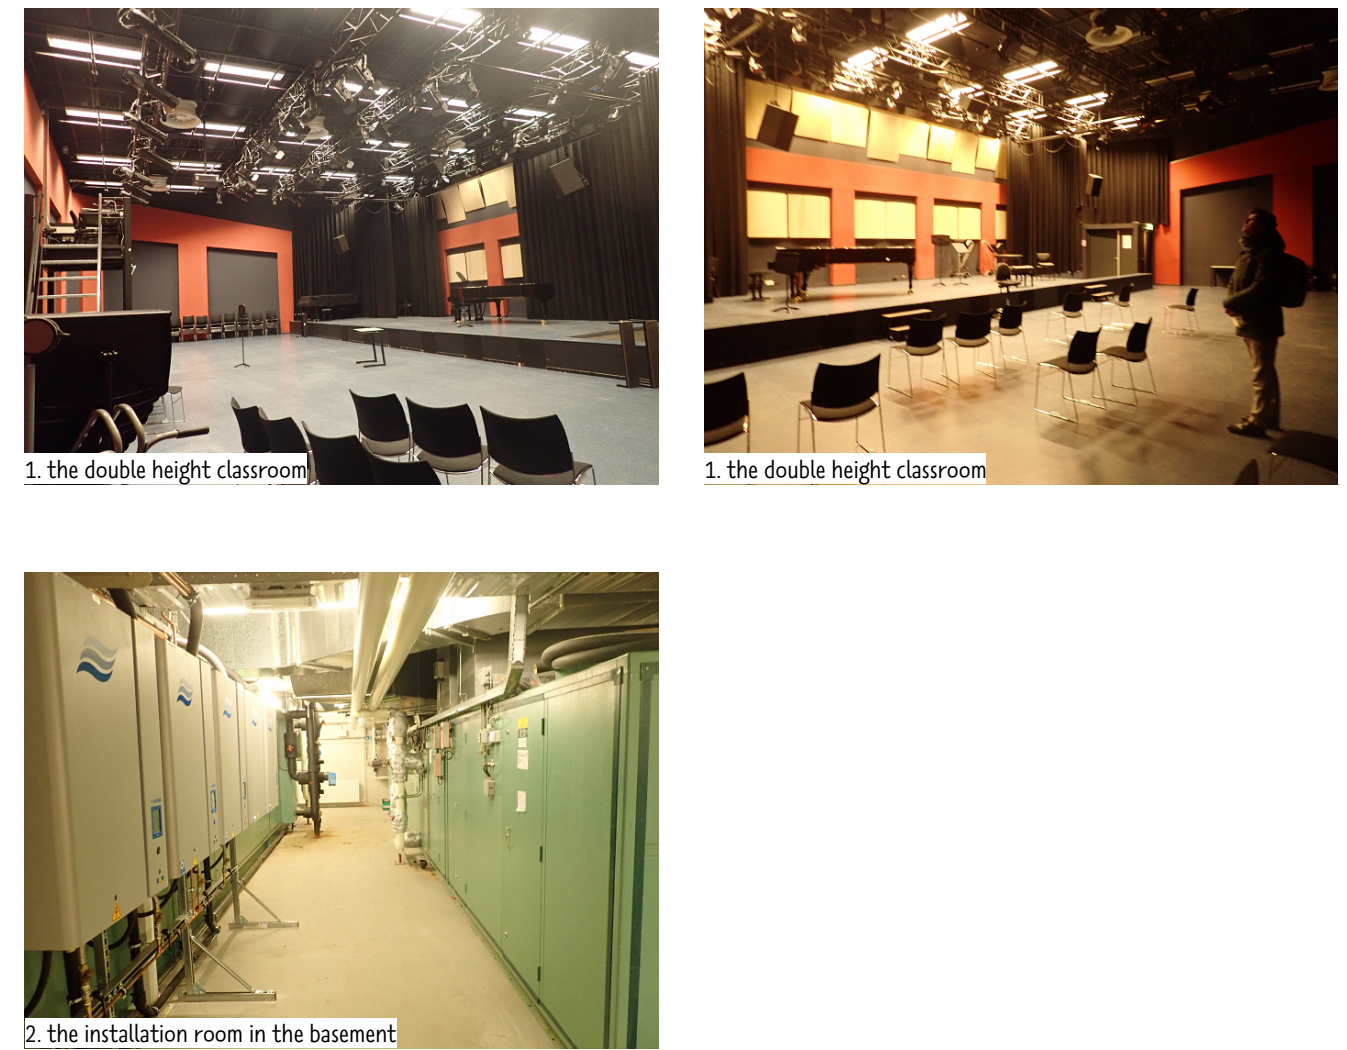 1. the double height classroom
1. the double height classroom
2. the installation room in the basement